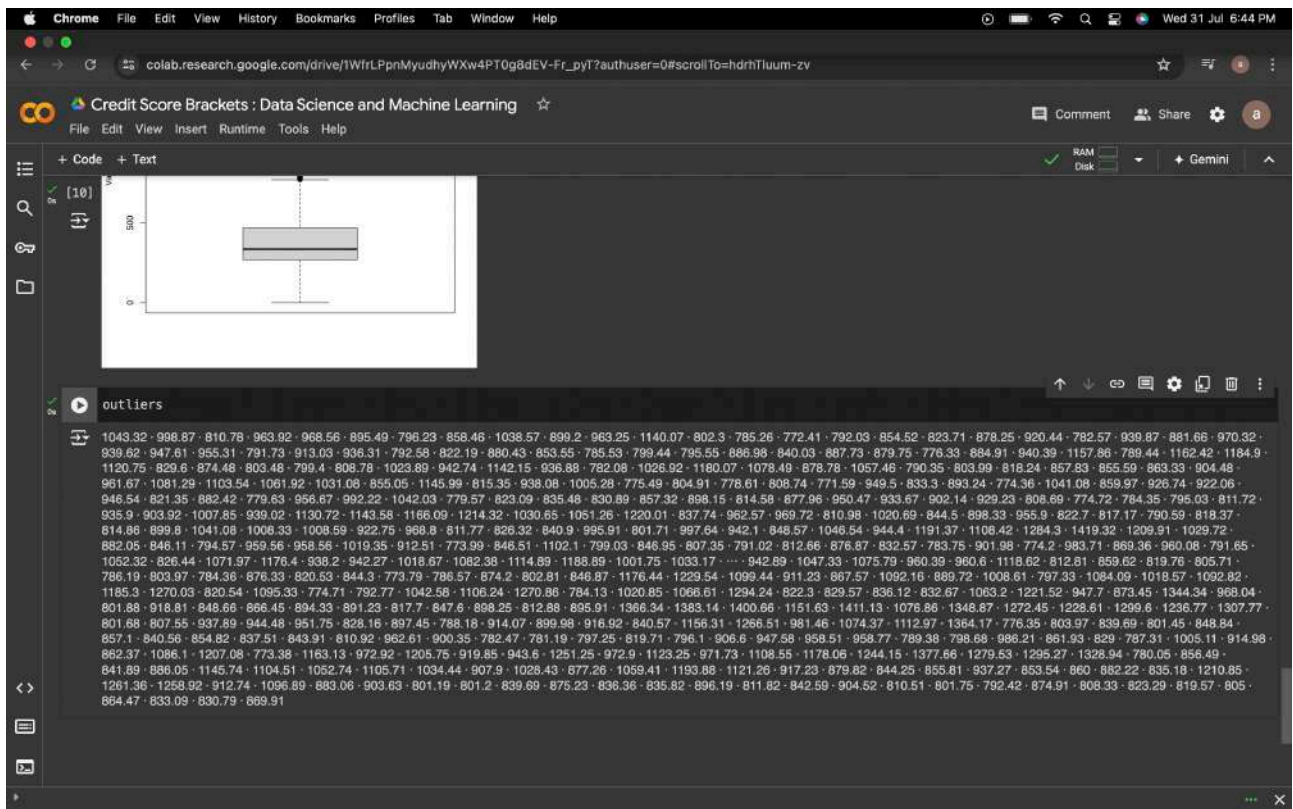 Chrome File Edit View History Bookmarks Profiles Tab Window Help Wed 31 Jul 6:44 PM
colab.research.google.com/drive/1WfrLPpnMyudhyWXw4PT0g8dEV-Fr_pyT?authuser=0#scrollTo=hdrhTluum-zv
Credit Score Brackets : Data Science and Machine Learning
Comment Share a
File Edit View Insert Runtime Tools Help
+ Code + Text RAM Disk Gemini
[10]
0s
500
0
0s
outliers
1043.32 · 998.87 · 810.78 · 963.92 · 968.56 · 895.49 · 796.23 · 858.46 · 1038.57 · 899.2 · 963.25 · 1140.07 · 802.3 · 785.26 · 772.41 · 792.03 · 854.52 · 823.71 · 878.25 · 920.44 · 782.57 · 939.87 · 881.66 · 970.32 ·
939.62 · 947.61 · 955.31 · 791.73 · 913.03 · 936.31 · 792.58 · 822.19 · 880.43 · 853.55 · 785.53 · 799.44 · 795.55 · 886.98 · 840.03 · 887.73 · 879.75 · 776.33 · 884.91 · 940.39 · 1157.86 · 789.44 · 1162.42 · 1184.9 ·
1120.75 · 829.6 · 874.48 · 803.48 · 799.4 · 808.78 · 1023.89 · 942.74 · 1142.15 · 936.88 · 782.08 · 1026.92 · 1180.07 · 1078.49 · 878.78 · 1057.46 · 790.35 · 803.99 · 818.24 · 857.83 · 855.59 · 863.33 · 904.48 ·
961.67 · 1081.29 · 1103.54 · 1061.92 · 1031.08 · 855.05 · 1145.99 · 815.35 · 938.08 · 1005.28 · 775.49 · 804.91 · 778.61 · 808.74 · 771.59 · 949.5 · 833.3 · 893.24 · 774.36 · 1041.08 · 859.97 · 926.74 · 922.06 ·
946.54 · 821.35 · 882.42 · 779.63 · 956.67 · 992.22 · 1042.03 · 779.57 · 823.09 · 835.48 · 830.89 · 857.32 · 898.15 · 814.58 · 877.96 · 950.47 · 933.67 · 902.14 · 929.23 · 808.69 · 774.72 · 784.35 · 795.03 · 811.72 ·
935.9 · 903.92 · 1007.85 · 939.02 · 1130.72 · 1143.58 · 1166.09 · 1214.32 · 1030.65 · 1051.26 · 1220.01 · 837.74 · 962.57 · 969.72 · 810.98 · 1020.69 · 844.5 · 898.33 · 955.9 · 822.7 · 817.17 · 790.59 · 818.37 ·
814.86 · 899.8 · 1041.08 · 1008.33 · 1008.59 · 922.75 · 968.8 · 811.77 · 826.32 · 840.9 · 995.91 · 801.71 · 997.64 · 942.1 · 848.57 · 1046.54 · 944.4 · 1191.37 · 1108.42 · 1284.3 · 1419.32 · 1209.91 · 1029.72 ·
882.05 · 846.11 · 794.57 · 959.56 · 958.56 · 1019.35 · 912.51 · 773.99 · 846.51 · 1102.1 · 799.03 · 846.95 · 807.35 · 791.02 · 812.66 · 876.87 · 832.57 · 783.75 · 901.98 · 774.2 · 983.71 · 869.36 · 960.08 · 791.65 ·
1052.32 · 826.44 · 1071.97 · 1176.4 · 938.2 · 942.27 · 1018.67 · 1082.38 · 1114.89 · 1188.89 · 1001.75 · 1033.17 · ⋯ · 942.89 · 1047.33 · 1075.79 · 960.39 · 960.6 · 1118.62 · 812.81 · 859.62 · 819.76 · 805.71 ·
786.19 · 803.97 · 784.36 · 876.33 · 820.53 · 844.3 · 773.79 · 786.57 · 874.2 · 802.81 · 846.87 · 1176.44 · 1229.54 · 1099.44 · 911.23 · 867.57 · 1092.16 · 889.72 · 1008.61 · 797.33 · 1084.09 · 1018.57 · 1092.82 ·
1185.3 · 1270.03 · 820.54 · 1095.33 · 774.71 · 792.77 · 1042.58 · 1106.24 · 1270.86 · 784.13 · 1020.85 · 1066.61 · 1294.24 · 822.3 · 829.57 · 836.12 · 832.67 · 1063.2 · 1221.52 · 947.7 · 873.45 · 1344.34 · 968.04 ·
801.88 · 918.81 · 848.66 · 866.45 · 894.33 · 891.23 · 817.7 · 847.6 · 898.25 · 812.88 · 895.91 · 1366.34 · 1383.14 · 1400.66 · 1151.63 · 1411.13 · 1076.86 · 1348.87 · 1272.45 · 1228.61 · 1299.6 · 1236.77 · 1307.77 ·
801.68 · 807.55 · 937.89 · 944.48 · 951.75 · 828.16 · 897.45 · 788.18 · 914.07 · 899.98 · 916.92 · 840.57 · 1156.31 · 1266.51 · 981.46 · 1074.37 · 1112.97 · 1364.17 · 776.35 · 803.97 · 839.69 · 801.45 · 848.84 ·
857.1 · 840.56 · 854.82 · 837.51 · 843.91 · 810.92 · 962.61 · 900.35 · 782.47 · 781.19 · 797.25 · 819.71 · 796.1 · 906.6 · 947.58 · 958.51 · 958.77 · 789.38 · 798.68 · 986.21 · 861.93 · 829 · 787.31 · 1005.11 · 914.98 ·
862.37 · 1086.1 · 1207.08 · 773.38 · 1163.13 · 972.92 · 1205.75 · 919.85 · 943.6 · 1251.25 · 972.9 · 1123.25 · 971.73 · 1108.55 · 1178.06 · 1244.15 · 1377.66 · 1279.53 · 1295.27 · 1328.94 · 780.05 · 856.49 ·
841.89 · 886.05 · 1145.74 · 1104.51 · 1052.74 · 1105.71 · 1034.44 · 907.9 · 1028.43 · 877.26 · 1059.41 · 1193.88 · 1121.26 · 917.23 · 879.82 · 844.25 · 855.81 · 937.27 · 853.54 · 860 · 882.22 · 835.18 · 1210.85 ·
1261.36 · 1258.92 · 912.74 · 1096.89 · 883.06 · 903.63 · 801.19 · 801.2 · 839.69 · 875.23 · 836.36 · 835.82 · 896.19 · 811.82 · 842.59 · 904.52 · 810.51 · 801.75 · 792.42 · 874.91 · 808.33 · 823.29 · 819.57 · 805 ·
864.47 · 833.09 · 830.79 · 869.91